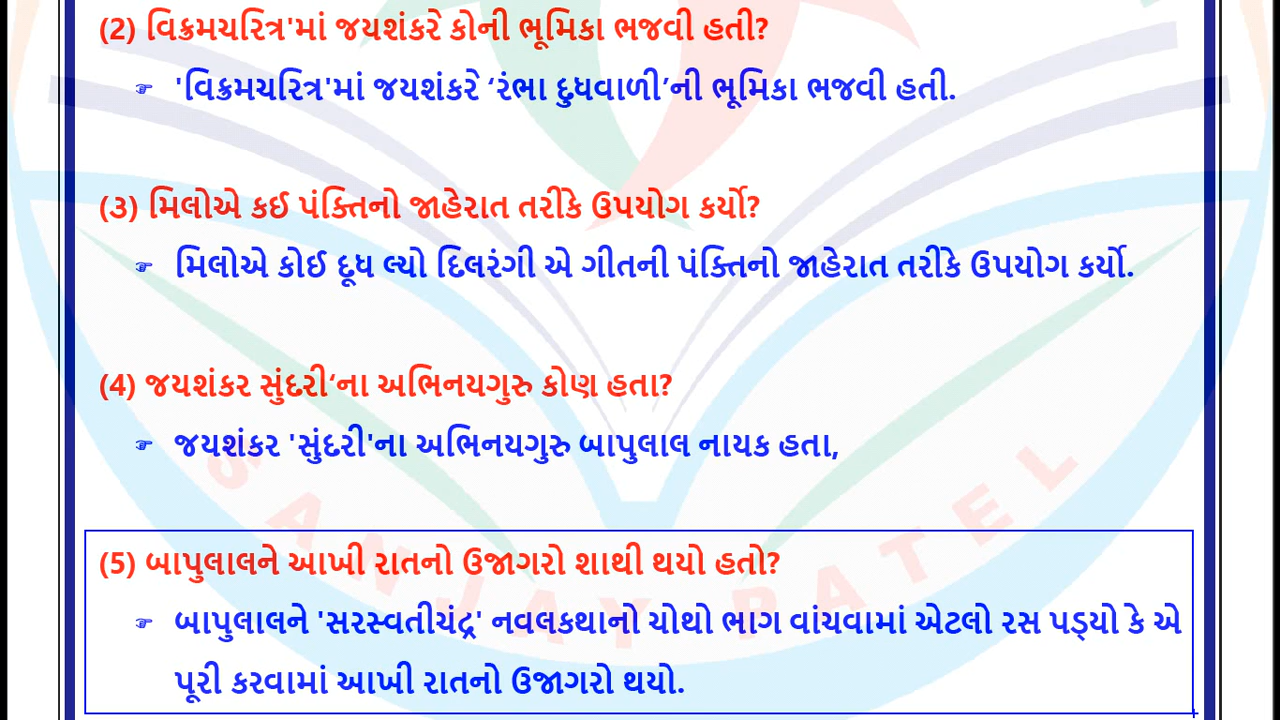 (2) વિક્રમચરિત્ર'માં જયશંકરે કોની ભૂમિકા ભજવી હતી?
☞ 'વિક્રમચરિત્ર'માં જયશંકરે ‘રંભા દુધવાળી’ની ભૂમિકા ભજવી હતી.
(૩) મિલોએ કઈ પંક્તિનો જાહેરાત તરીકે ઉપયોગ કર્યો?
☞ મિલોએ કોઈ દૂધ લ્યો દિલરંગી એ ગીતની પંક્તિનો જાહેરાત તરીકે ઉપયોગ કર્યો.
(4) જયશંકર સુંદરી‘ના અભિનયગુરુ કોણ હતા?
☞ જયશંકર 'સુંદરી'ના અભિનયગુરુ બાપુલાલ નાયક હતા,
(5) બાપુલાલને આખી રાતનો ઉજાગરો શાથી થયો હતો?
☞ બાપુલાલને 'સરસ્વતીચંદ્ર' નવલકથાનો ચોથો ભાગ વાંચવામાં એટલો રસ પડ્યો કે એ
પૂરી કરવામાં આખી રાતનો ઉજાગરો થયો.
SANJAY PATEL